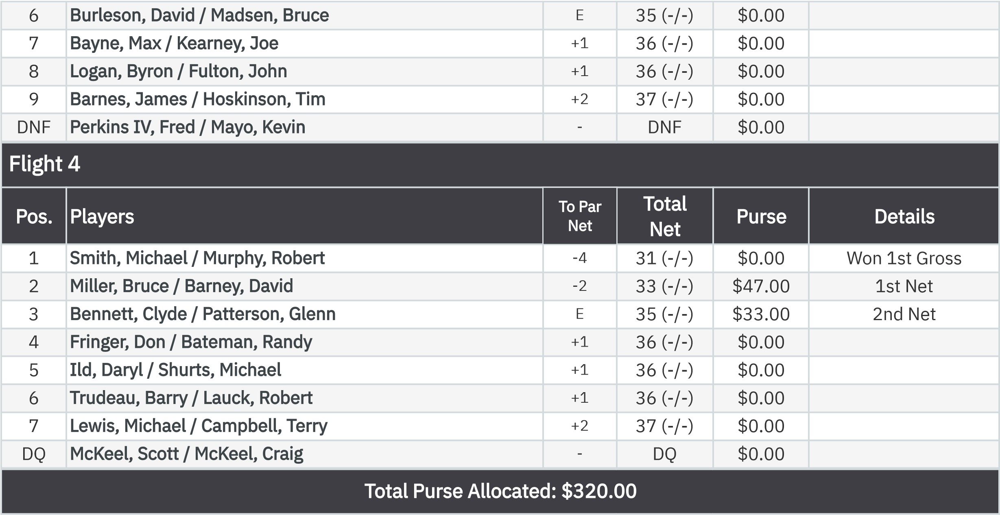 6 Burleson, David / Madsen, Bruce E 35 (-/-) $0.00
7 Bayne, Max / Kearney, Joe +1 36 (-/-) $0.00
8 Logan, Byron / Fulton, John +1 36 (-/-) $0.00
9 Barnes, James / Hoskinson, Tim +2 37 (-/-) $0.00
DNF Perkins IV, Fred / Mayo, Kevin - DNF $0.00
Flight 4
Pos. Players To Par Net Total Net Purse Details
1 Smith, Michael / Murphy, Robert -4 31 (-/-) $0.00 Won 1st Gross
2 Miller, Bruce / Barney, David -2 33 (-/-) $47.00 1st Net
3 Bennett, Clyde / Patterson, Glenn E 35 (-/-) $33.00 2nd Net
4 Fringer, Don / Bateman, Randy +1 36 (-/-) $0.00
5 Ild, Daryl / Shurts, Michael +1 36 (-/-) $0.00
6 Trudeau, Barry / Lauck, Robert +1 36 (-/-) $0.00
7 Lewis, Michael / Campbell, Terry +2 37 (-/-) $0.00
DQ McKeel, Scott / McKeel, Craig - DQ $0.00
Total Purse Allocated: $320.00